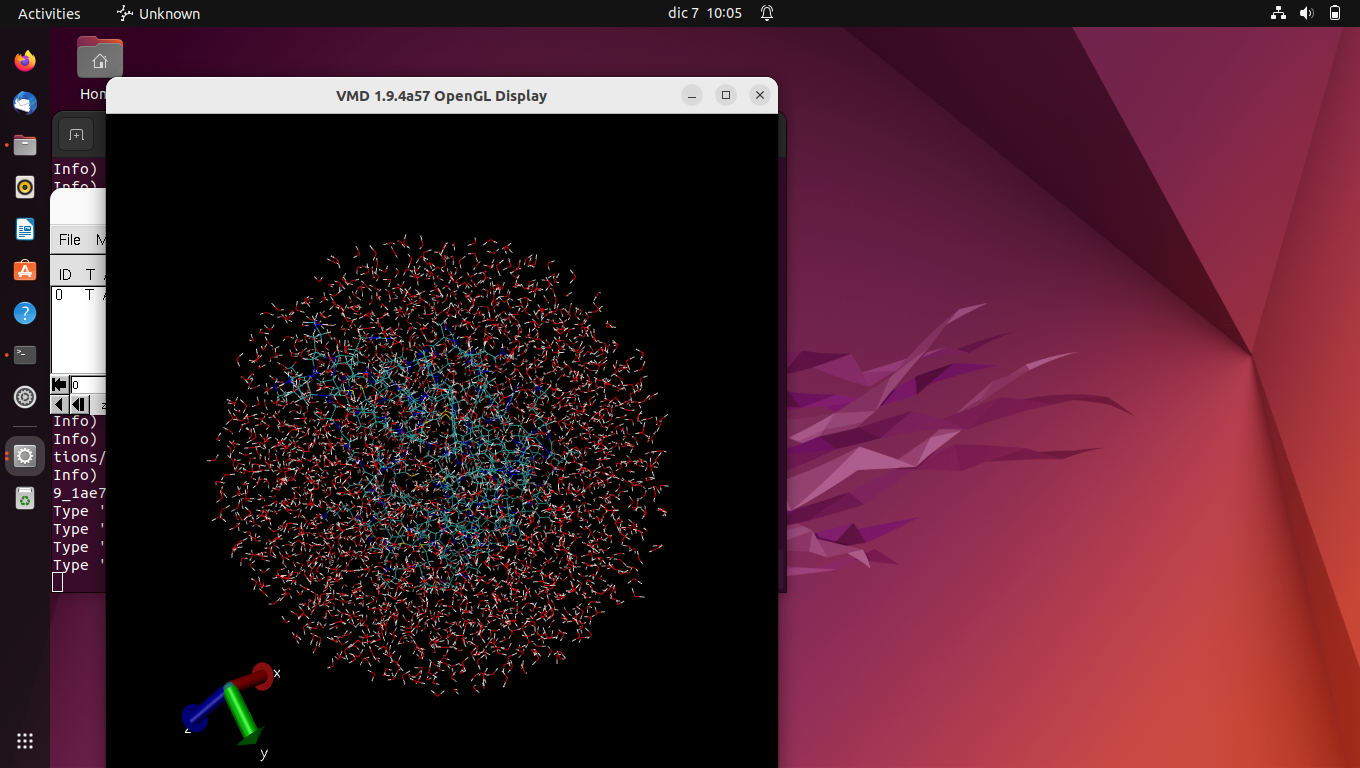 Activities
Unknown
dic 7 10:05
Hom
VMD 1.9.4a57 OpenGL Display
Info)
Info)
File M
ID T A
0 T A
0
z
Info)
Info)
tions/
Info)
9_1ae7
Type '
Type '
Type '
Type '
x
z
y